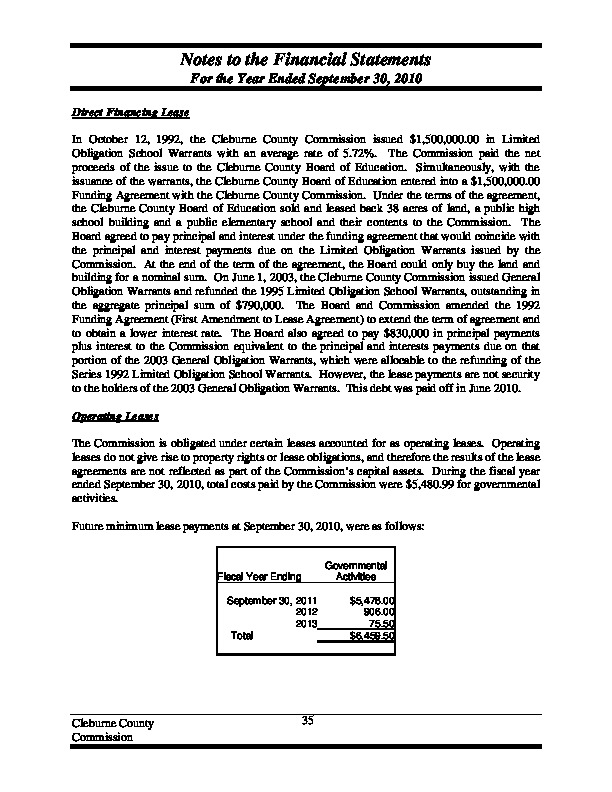 Notes to the Financial Statements
For the Year Ended September 30, 2010
Direct Financing Lease
In October 12, 1992, the Cleburne County Commission issued $1,500,000.00 in Limited
Obligation School Warrants with an average rate of 5.72%. The Commission paid the net
proceeds of the issue to the Cleburne County Board of Education. Simultaneously, with the
issuance of the warrants, the Cleburne County Board of Education entered into a $1,500,000.00
Funding Agreement with the Cleburne County Commission. Under the terms of the agreement,
the Cleburne County Board of Education sold and leased back 38 acres of land, a public high
school building and a public elementary school and their contents to the Commission. The
Board agreed to pay principal and interest under the funding agreement that would coincide with
the principal and interest payments due on the Limited Obligation Warrants issued by the
Commission. At the end of the term of the agreement, the Board could only buy the land and
building for a nominal sum. On June 1, 2003, the Cleburne County Commission issued General
Obligation Warrants and refunded the 1995 Limited Obligation School Warrants, outstanding in
the aggregate principal sum of $790,000. The Board and Commission amended the 1992
Funding Agreement (First Amendment to Lease Agreement) to extend the term of agreement and
to obtain a lower interest rate. The Board also agreed to pay $830,000 in principal payments
plus interest to the Commission equivalent to the principal and interests payments due on that
portion of the 2003 General Obligation Warrants, which were allocable to the refunding of the
Series 1992 Limited Obligation School Warrants. However, the lease payments are not security
to the holders of the 2003 General Obligation Warrants. This debt was paid off in June 2010.
Operating Leases
The Commission is obligated under certain leases accounted for as operating leases. Operating
leases do not give rise to property rights or lease obligations, and therefore the results of the lease
agreements are not reflected as part of the Commission's capital assets. During the fiscal year
ended September 30, 2010, total costs paid by the Commission were $5,480.99 for governmental
activities.
Future minimum lease payments at September 30, 2010, were as follows:
Governmental
Fiscal Year Ending Activities
September 30, 2011 $5,478.00
2012 906.00
2013 75.50
Total $6,459.50
Cleburne County 35
Commission